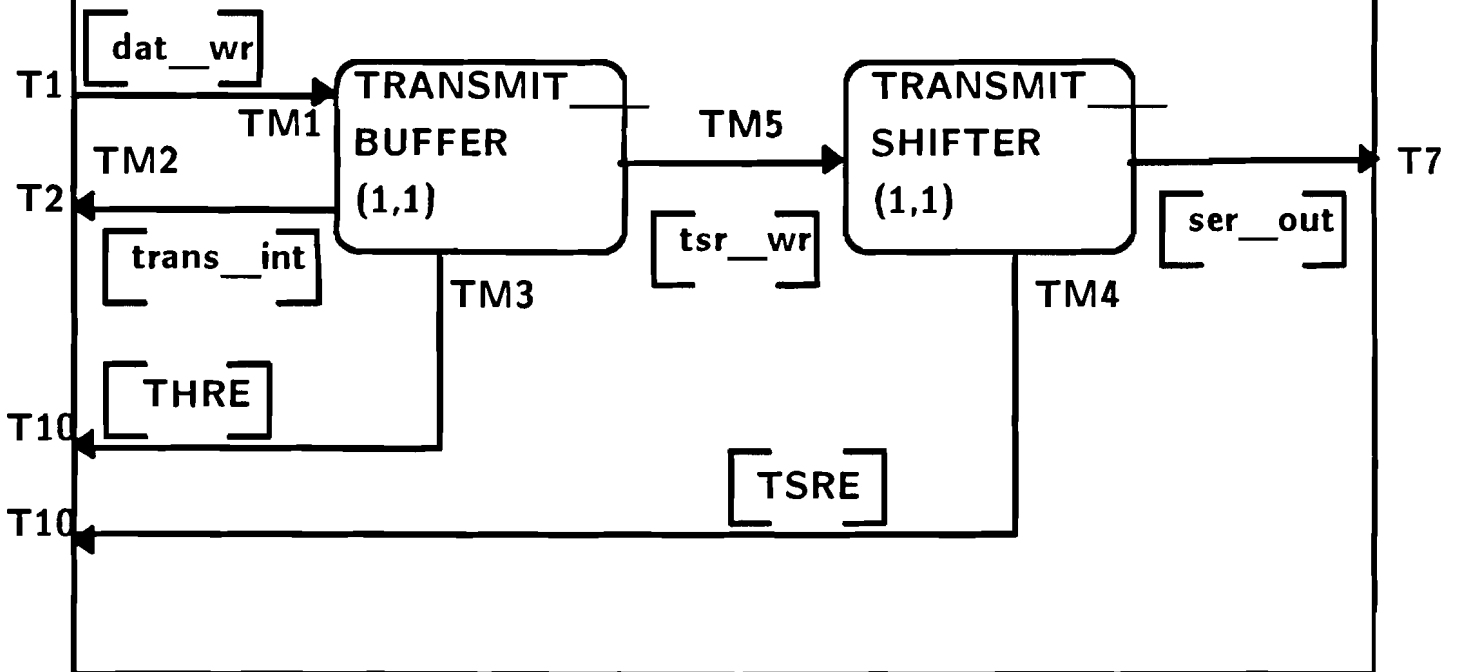 dat__wr
T1
TM1
TRANSMIT__
BUFFER
(1,1)
TM2
T2
trans__int
TM3
THRE
T10
TM5
tsr__wr
TRANSMIT__
SHIFTER
(1,1)
T7
ser__out
TM4
TSRE
T10